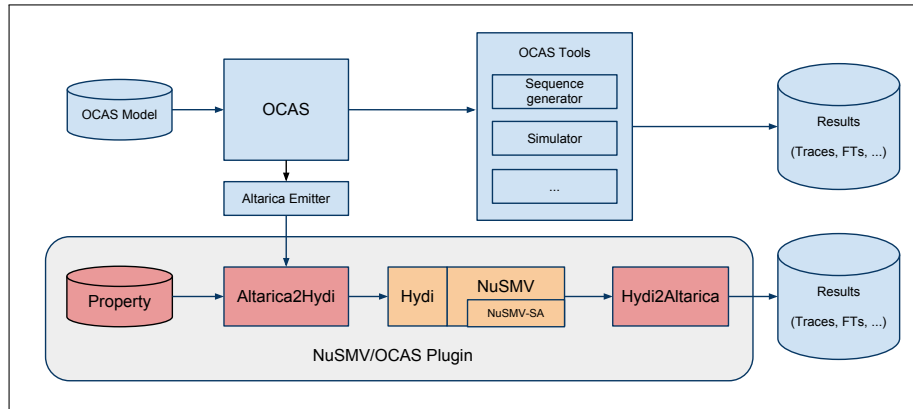 OCAS Model
OCAS
OCAS Tools
Sequence
generator
Simulator
...
Results
(Traces, FTs, ...)
Altarica Emitter
Property
Altarica2Hydi
Hydi
NuSMV
NuSMV-SA
Hydi2Altarica
Results
(Traces, FTs, ...)
NuSMV/OCAS Plugin